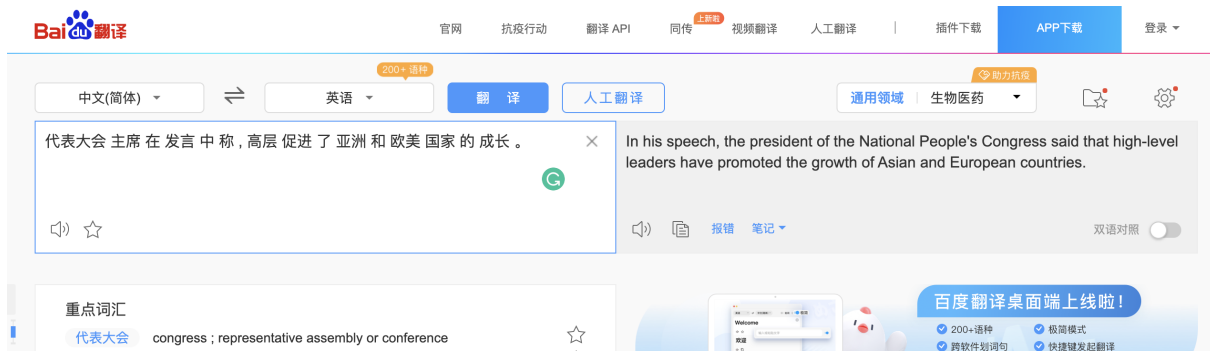 Bai du 翻译
官网 抗疫行动 翻译 API 同传 上新啦 视频翻译 人工翻译 插件下载 APP下载 登录
200+ 语种
助力抗疫
中文(简体) 英语 翻 译 人工翻译 通用领域 生物医药
代表大会 主席 在 发言 中 称 , 高层 促进 了 亚洲 和 欧美 国家 的 成长 。
In his speech, the president of the National People's Congress said that high-level
leaders have promoted the growth of Asian and European countries.
报错 笔记 双语对照
重点词汇
代表大会 congress ; representative assembly or conference
百度翻译桌面端上线啦!
Welcome
欢迎
200+语种 极简模式
跨软件划词句 快捷键发起翻译